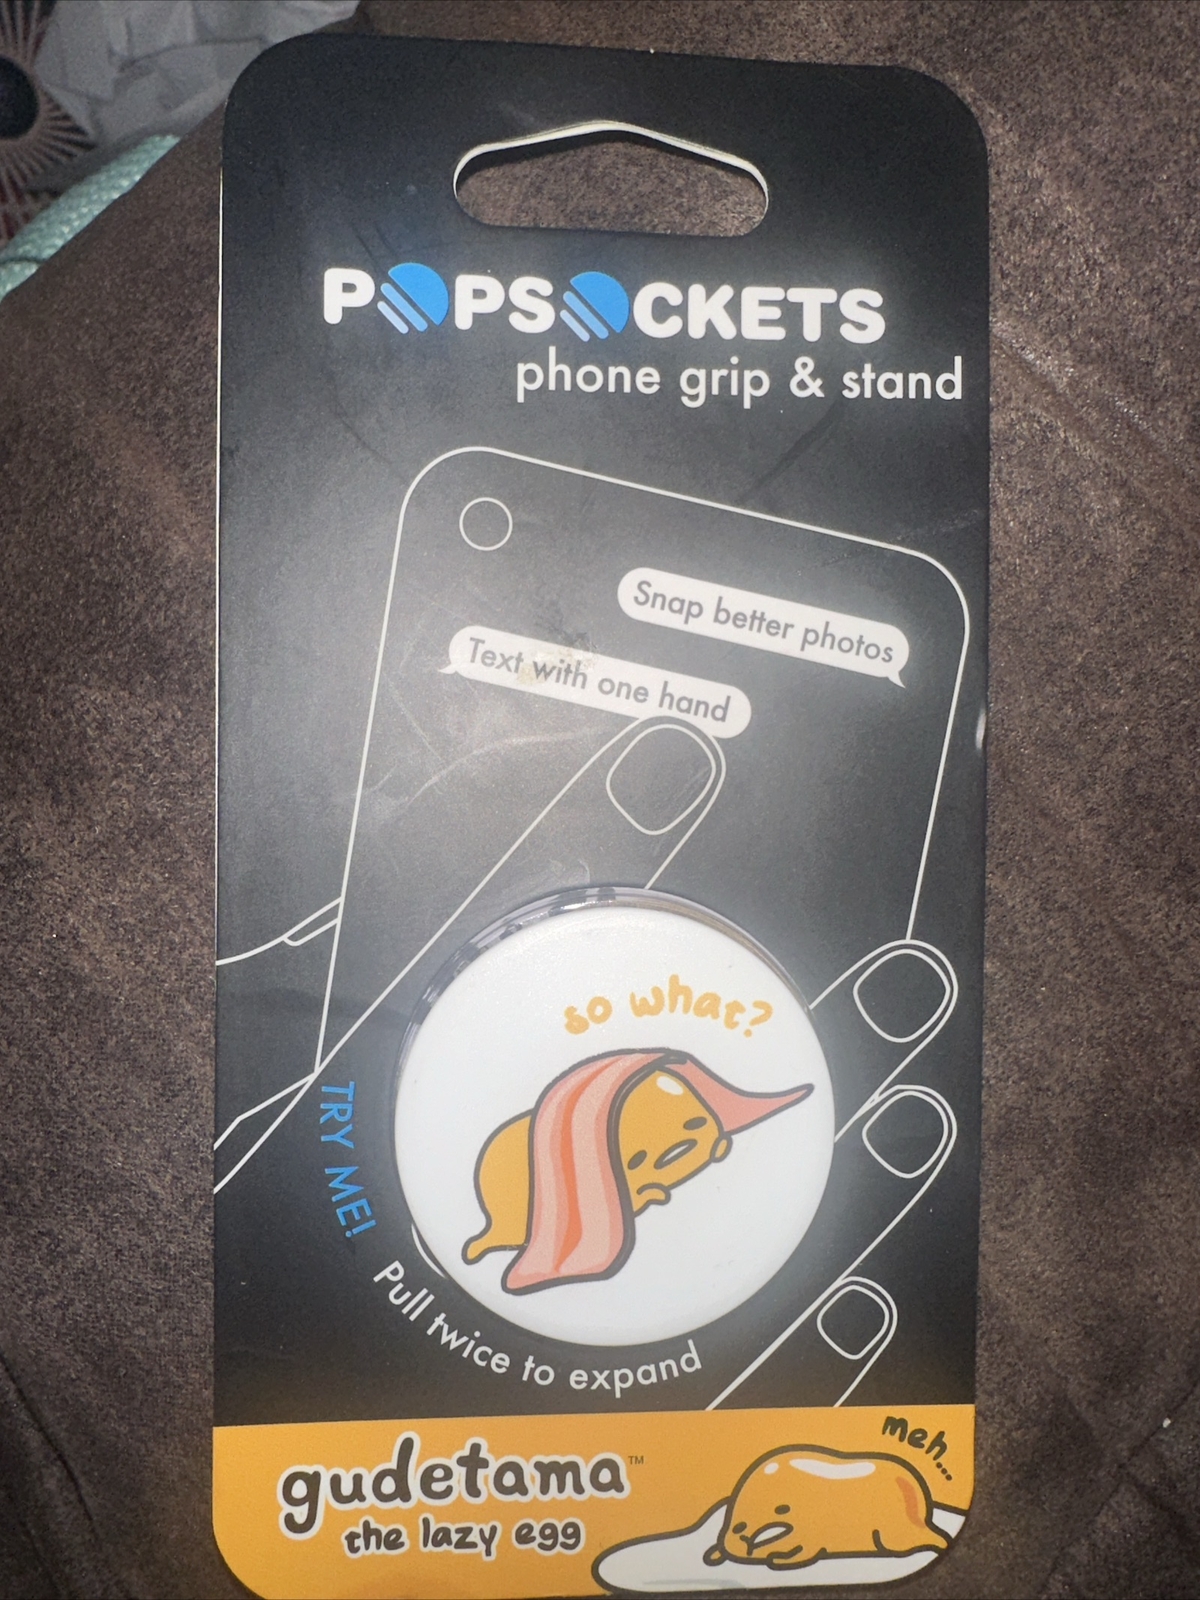 POPSOCKETS
phone grip & stand
Snap better photos
Text with one hand
so what?
TRY ME!
Pull twice to expand
meh...
gudetama™
the lazy egg